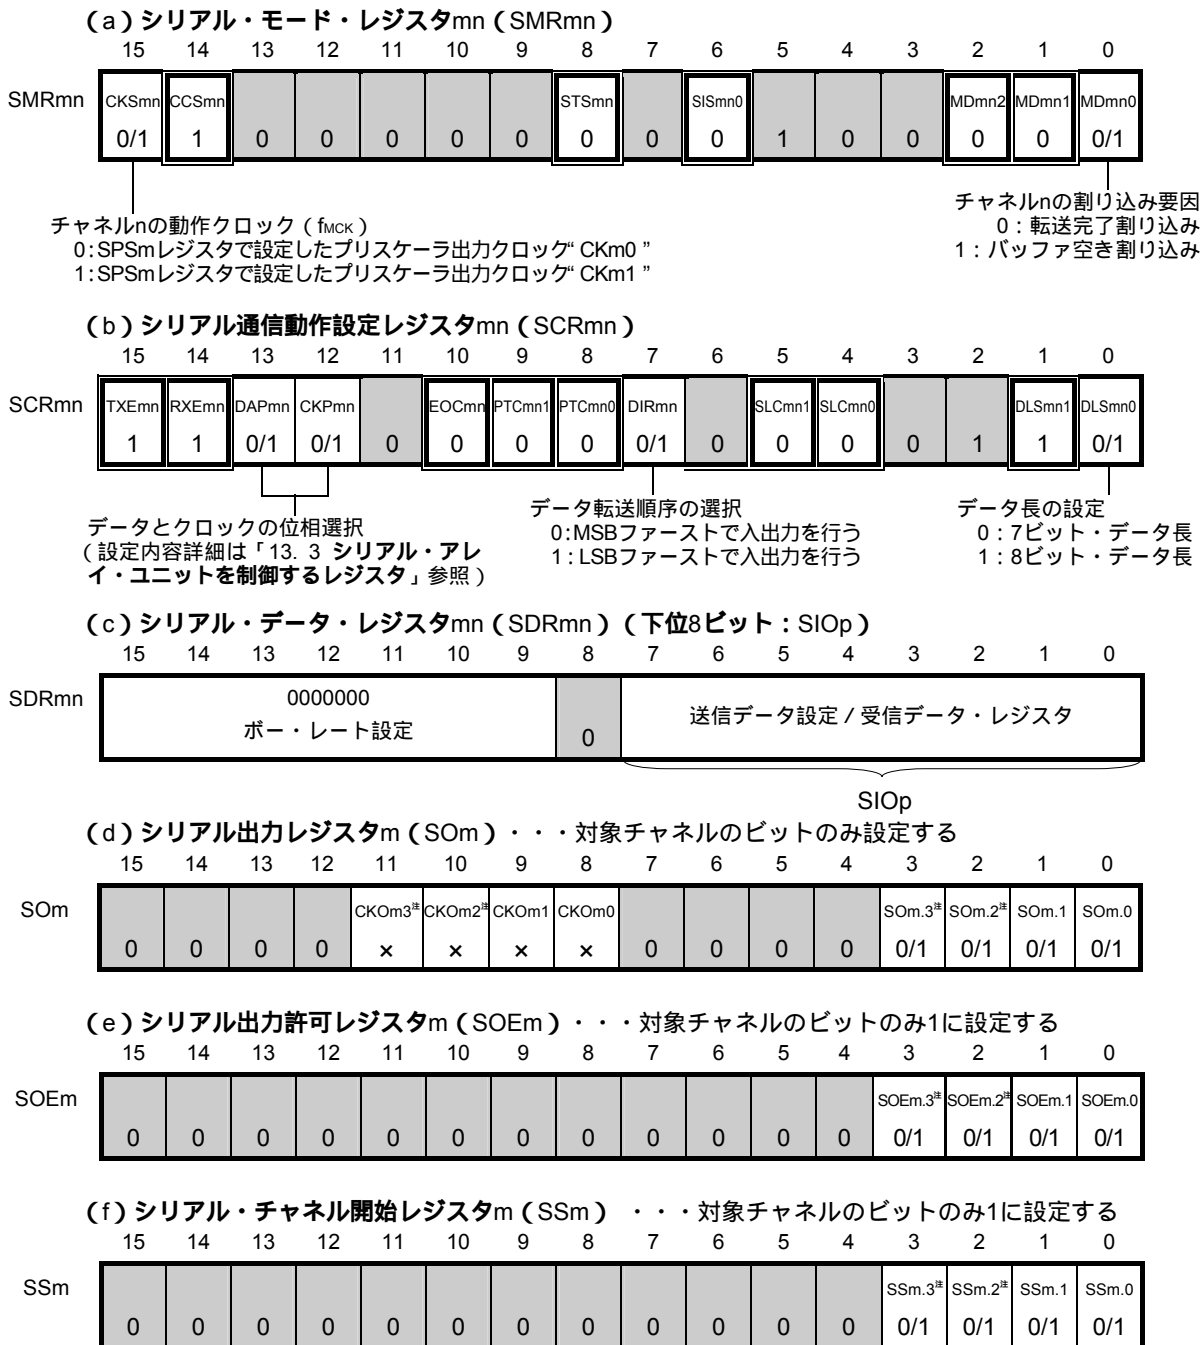 （a）シリアル・モード・レジスタmn（SMRmn）
15 14 13 12 11 10 9 8 7 6 5 4 3 2 1 0
SMRmn CKSmn CCSmn STSmn SISmn0 MDmn2 MDmn1 MDmn0
0/1 1 0 0 0 0 0 0 0 0 1 0 0 0 0 0/1
チャネルnの動作クロック（fMCK）
0:SPSmレジスタで設定したプリスケーラ出力クロック“CKm0”
1:SPSmレジスタで設定したプリスケーラ出力クロック“CKm1”
チャネルnの割り込み要因
0：転送完了割り込み
1：バッファ空き割り込み
（b）シリアル通信動作設定レジスタmn（SCRmn）
15 14 13 12 11 10 9 8 7 6 5 4 3 2 1 0
SCRmn TXEmn RXEmn DAPmn CKPmn EOCmn PTCmn1 PTCmn0 DIRmn SLCmn1 SLCmn0 DLSmn1 DLSmn0
1 1 0/1 0/1 0 0 0 0 0/1 0 0 0 0 1 1 0/1
データとクロックの位相選択
（設定内容詳細は「13. 3 シリアル・アレ
イ・ユニットを制御するレジスタ」参照）
データ転送順序の選択
0:MSBファーストで入出力を行う
1:LSBファーストで入出力を行う
データ長の設定
0：7ビット・データ長
1：8ビット・データ長
（c）シリアル・データ・レジスタmn（SDRmn）（下位8ビット：SIOp）
15 14 13 12 11 10 9 8 7 6 5 4 3 2 1 0
SDRmn 0000000
ボー・レート設定
0
送信データ設定／受信データ・レジスタ
SIOp
（d）シリアル出力レジスタm（SOm）・・・対象チャネルのビットのみ設定する
15 14 13 12 11 10 9 8 7 6 5 4 3 2 1 0
SOm CKOm3注 CKOm2注 CKOm1 CKOm0 SOm.3注 SOm.2注 SOm.1 SOm.0
0 0 0 0 × × × × 0 0 0 0 0/1 0/1 0/1 0/1
（e）シリアル出力許可レジスタm（SOEm）・・・対象チャネルのビットのみ1に設定する
15 14 13 12 11 10 9 8 7 6 5 4 3 2 1 0
SOEm SOEm.3注 SOEm.2注 SOEm.1 SOEm.0
0 0 0 0 0 0 0 0 0 0 0 0 0/1 0/1 0/1 0/1
（f）シリアル・チャネル開始レジスタm（SSm） ・・・対象チャネルのビットのみ1に設定する
15 14 13 12 11 10 9 8 7 6 5 4 3 2 1 0
SSm SSm.3注 SSm.2注 SSm.1 SSm.0
0 0 0 0 0 0 0 0 0 0 0 0 0/1 0/1 0/1 0/1